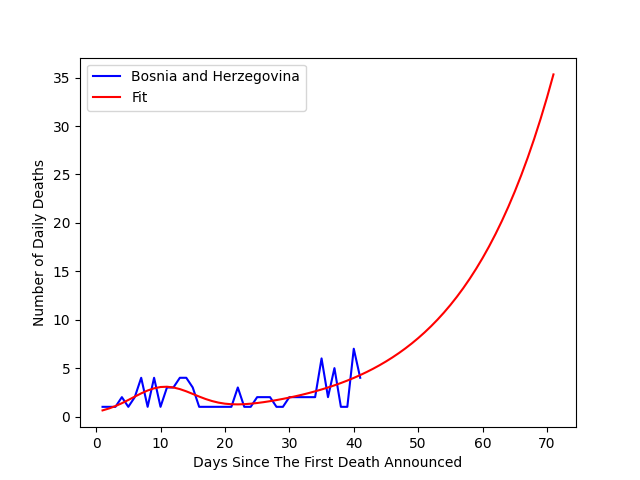 Bosnia and Herzegovina
Fit
35
30
25
20
15
10
5
0
Number of Daily Deaths
0 10 20 30 40 50 60 70
Days Since The First Death Announced